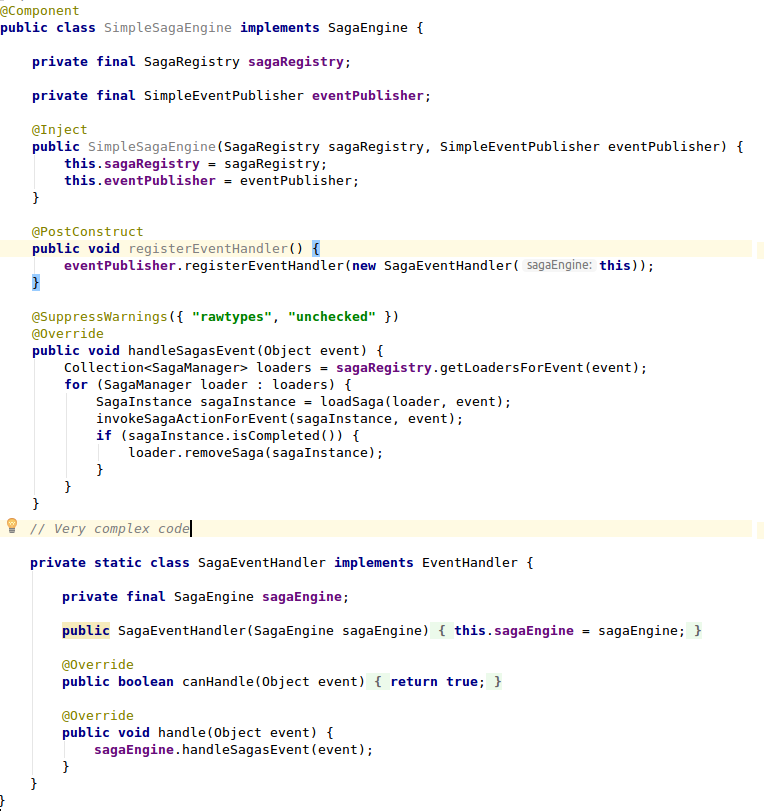 @Component
public class SimpleSagaEngine implements SagaEngine {
private final SagaRegistry sagaRegistry;
private final SimpleEventPublisher eventPublisher;
@Inject
public SimpleSagaEngine(SagaRegistry sagaRegistry, SimpleEventPublisher eventPublisher) {
this.sagaRegistry = sagaRegistry;
this.eventPublisher = eventPublisher;
}
@PostConstruct
public void registerEventHandler() {
eventPublisher.registerEventHandler(new SagaEventHandler( sagaEngine: this));
}
@SuppressWarnings({ "rawtypes", "unchecked" })
@Override
public void handleSagasEvent(Object event) {
Collection<SagaManager> loaders = sagaRegistry.getLoadersForEvent(event);
for (SagaManager loader : loaders) {
SagaInstance sagaInstance = loadSaga(loader, event);
invokeSagaActionForEvent(sagaInstance, event);
if (sagaInstance.isCompleted()) {
loader.removeSaga(sagaInstance);
}
}
}
// Very complex code
private static class SagaEventHandler implements EventHandler {
private final SagaEngine sagaEngine;
public SagaEventHandler(SagaEngine sagaEngine) { this.sagaEngine = sagaEngine; }
@Override
public boolean canHandle(Object event) { return true; }
@Override
public void handle(Object event) {
sagaEngine.handleSagasEvent(event);
}
}
}